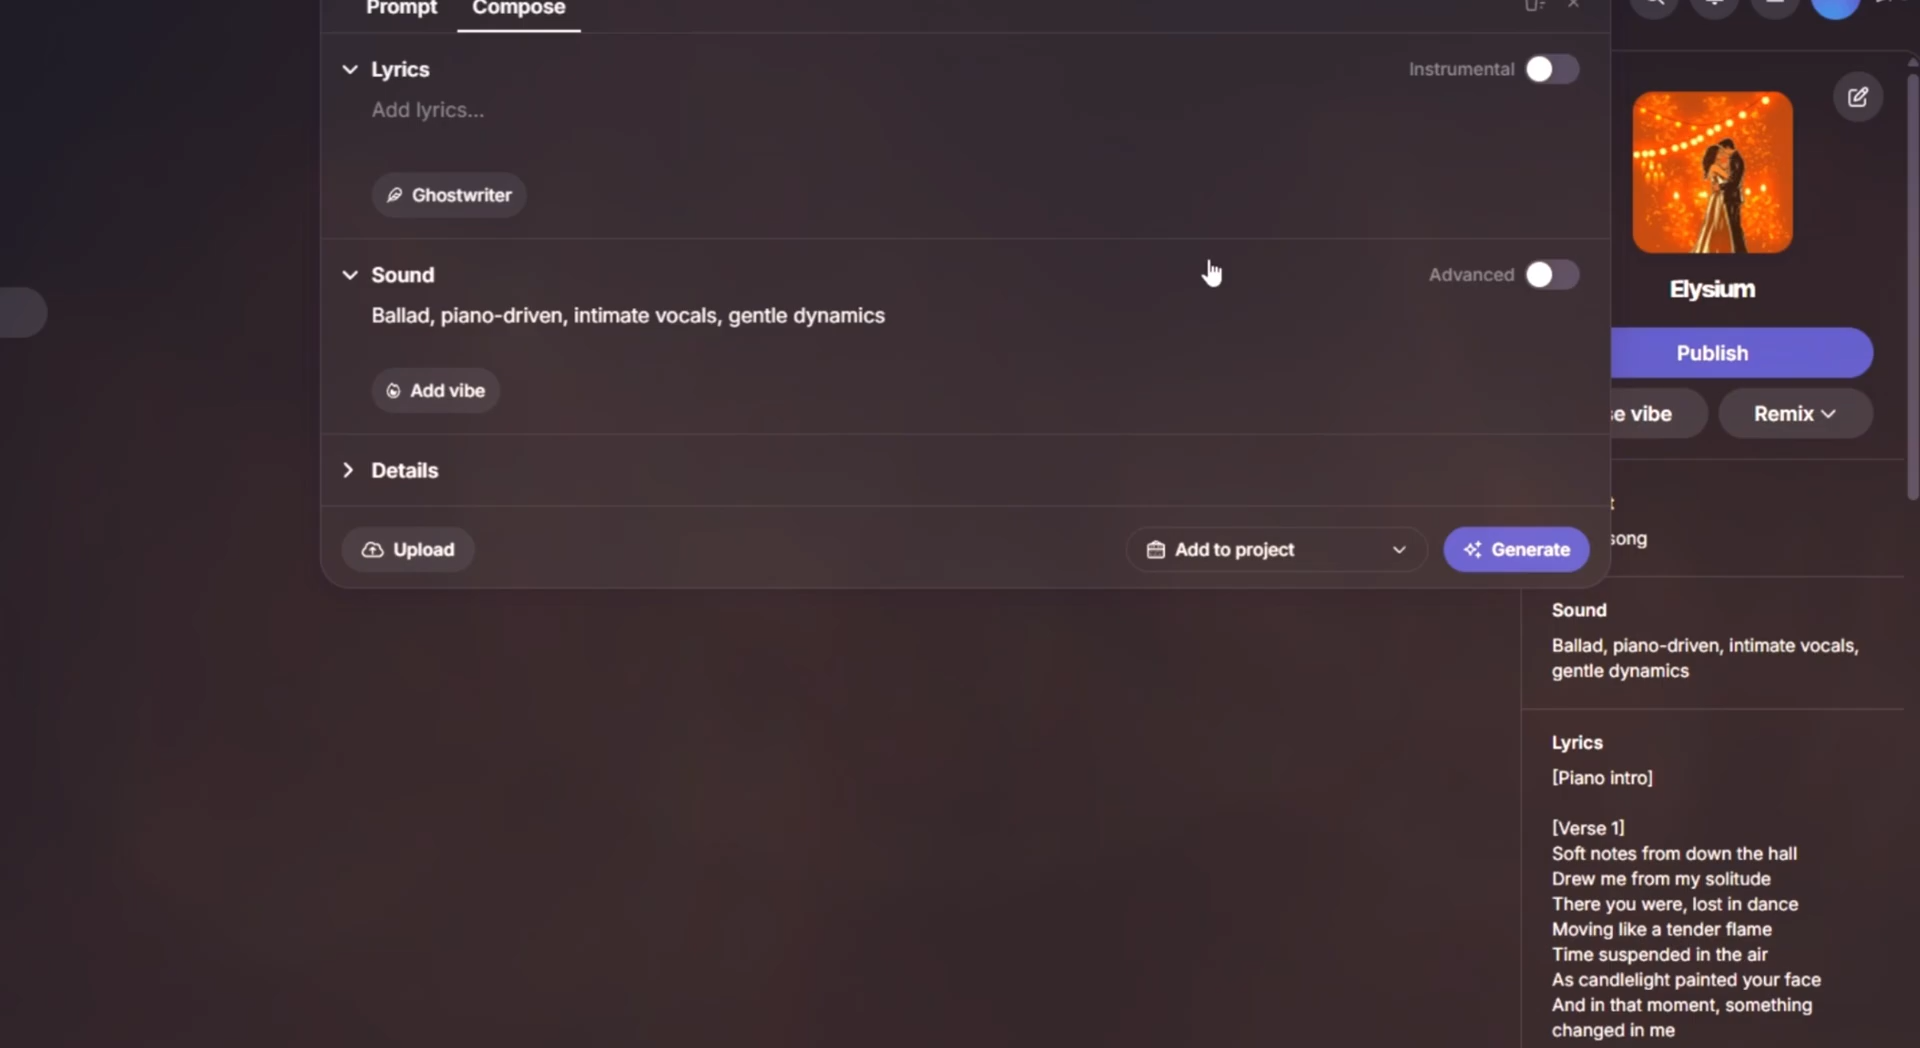 Prompt
Compose
Lyrics
Instrumental
Add lyrics...
Ghostwriter
Sound
Advanced
Ballad, piano-driven, intimate vocals, gentle dynamics
Add vibe
Details
Upload
Add to project
Generate
Elysium
Publish
vibe
Remix
song
Sound
Ballad, piano-driven, intimate vocals,
gentle dynamics
Lyrics
[Piano intro]
[Verse 1]
Soft notes from down the hall
Drew me from my solitude
There you were, lost in dance
Moving like a tender flame
Time suspended in the air
As candlelight painted your face
And in that moment, something
changed in me